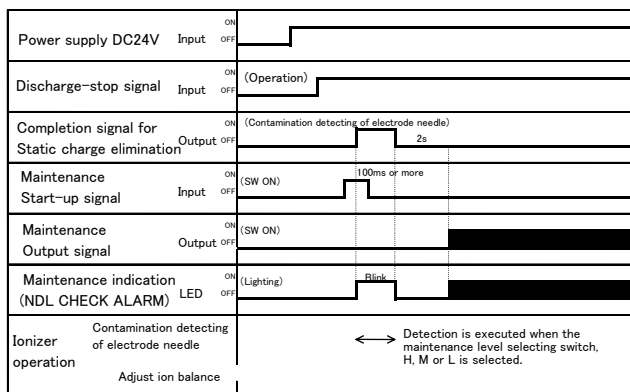 Power supply DC24V Input ON OFF
Discharge-stop signal Input ON OFF (Operation)
Completion signal for
Static charge elimination Output ON OFF (Contamination detecting of electrode needle) 2s
Maintenance
Start-up signal Input ON OFF (SW ON) 100ms or more
Maintenance
Output signal Output ON OFF (SW ON)
Maintenance indication
(NDL CHECK ALARM) LED ON OFF (Lighting) Blink
Ionizer
operation
Contamination detecting
of electrode needle
Adjust ion balance
Detection is executed when the
maintenance level selecting switch,
H, M or L is selected.